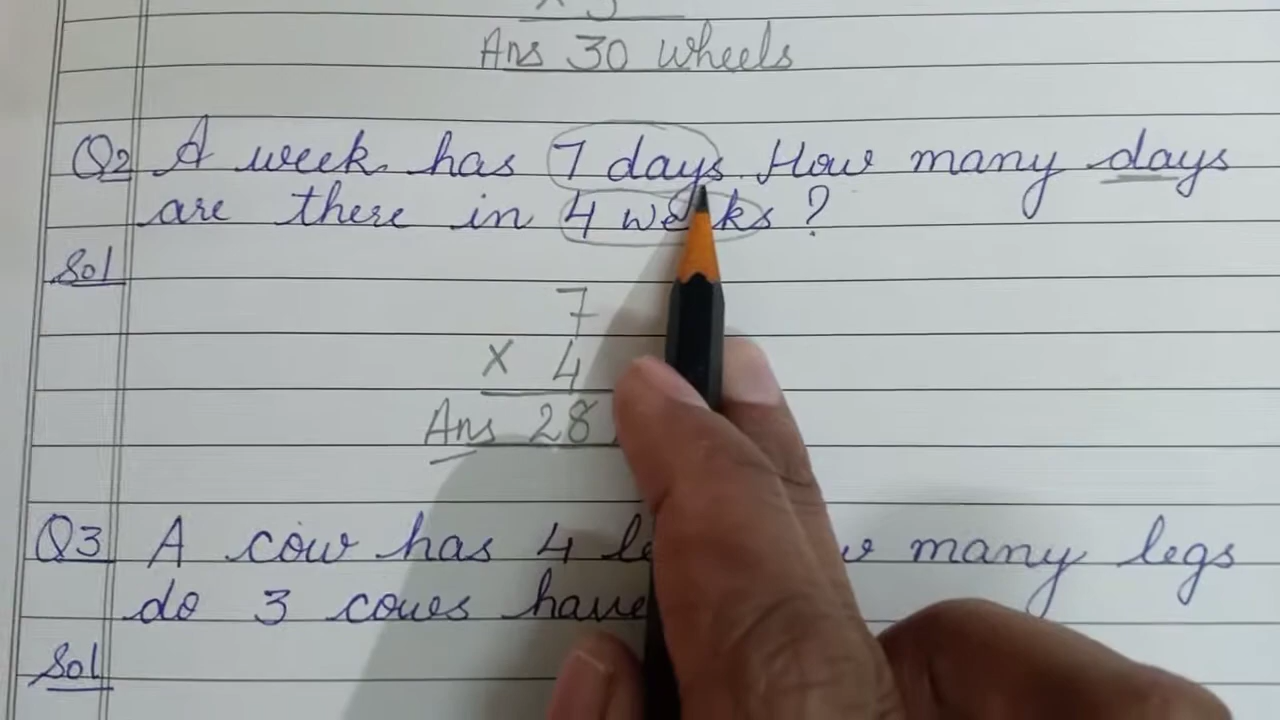 Ans 30 wheels
Q2 A week has 7 days. How many days
are there in 4 weeks ?
Sol
7
x 4
Ans 28
Q3 A cow has 4 many legs
do 3 cows have
Sol